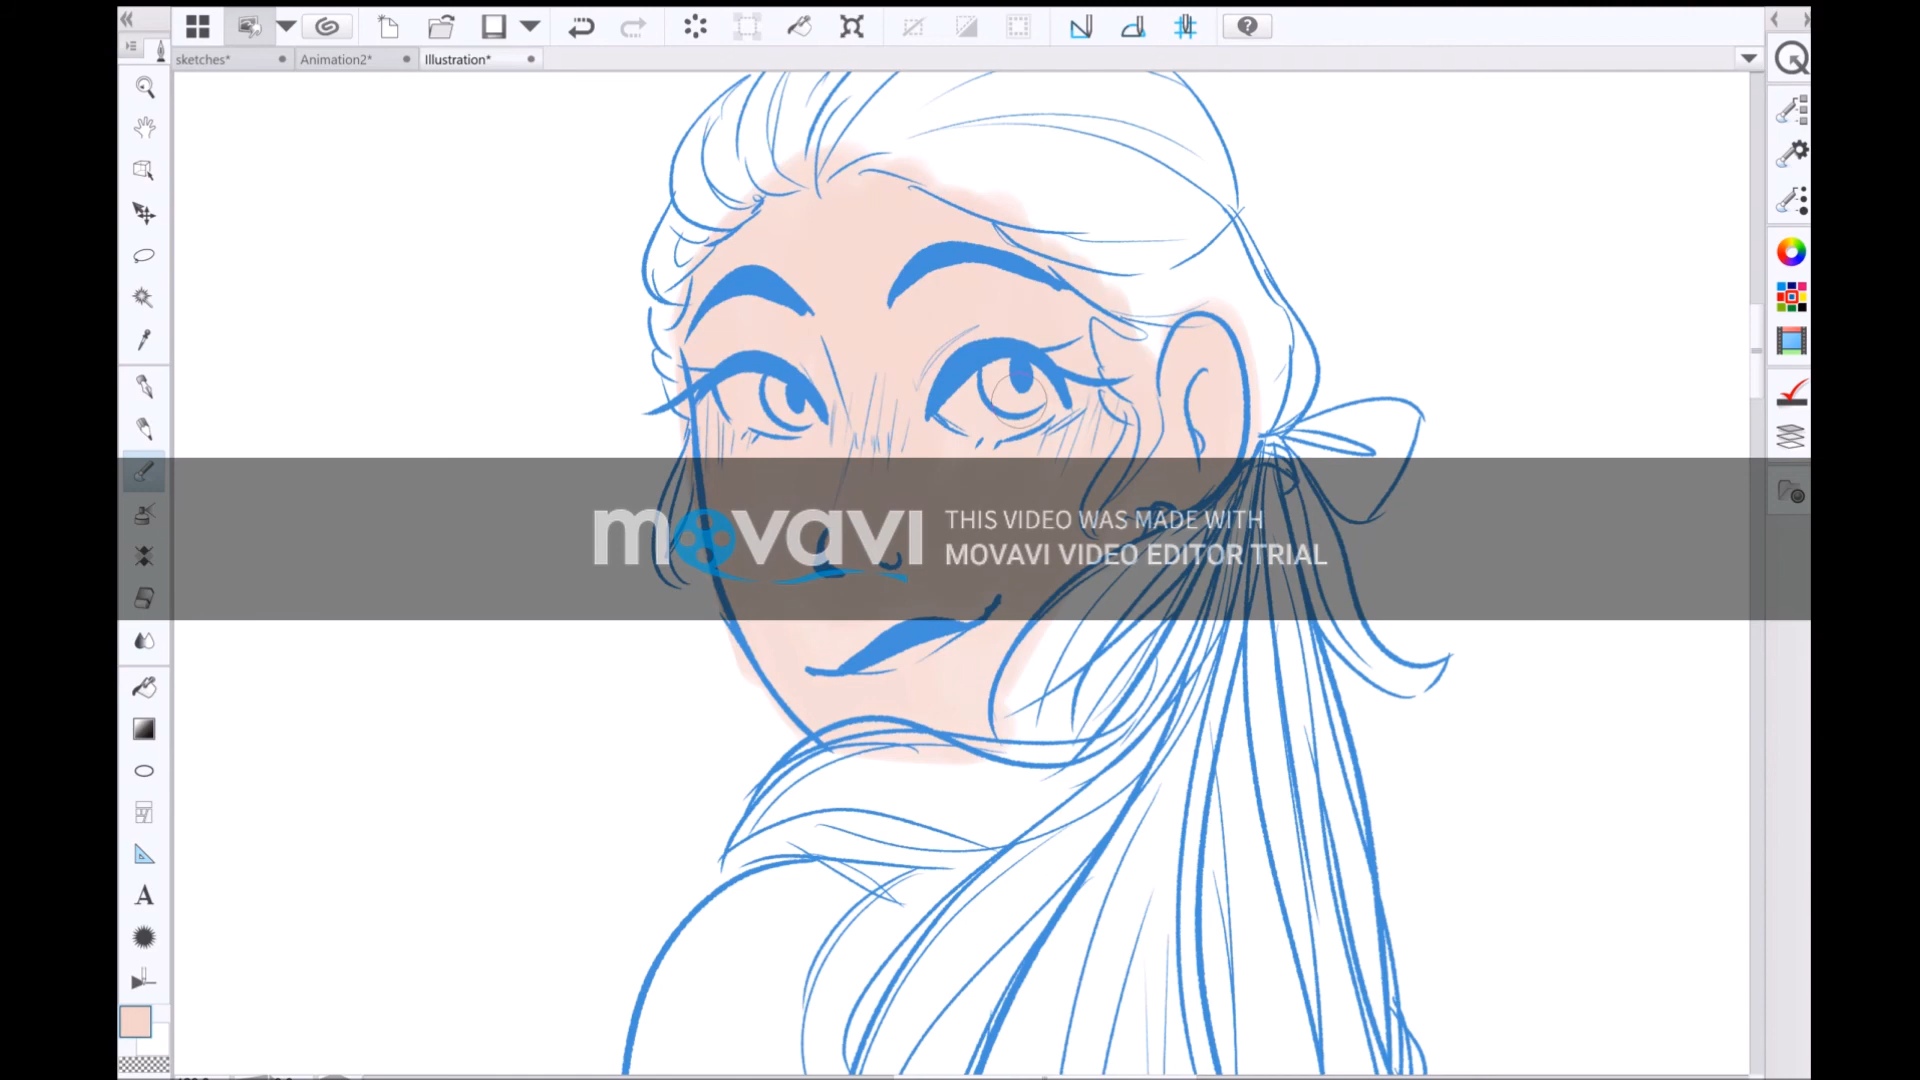 sketches*
Animation2*
Illustration*
movavi
THIS VIDEO WAS MADE WITH
MOVAVI VIDEO EDITOR TRIAL
A